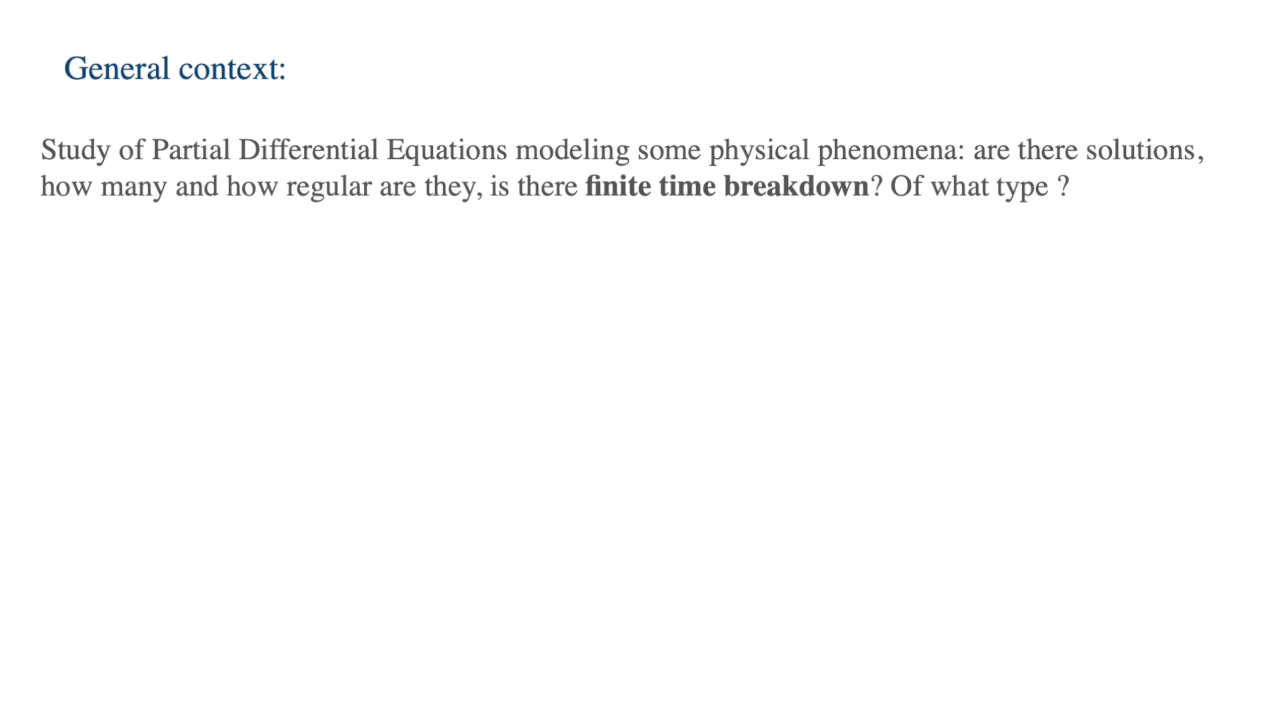 General context:
Study of Partial Differential Equations modeling some physical phenomena: are there solutions,
how many and how regular are they, is there finite time breakdown? Of what type ?